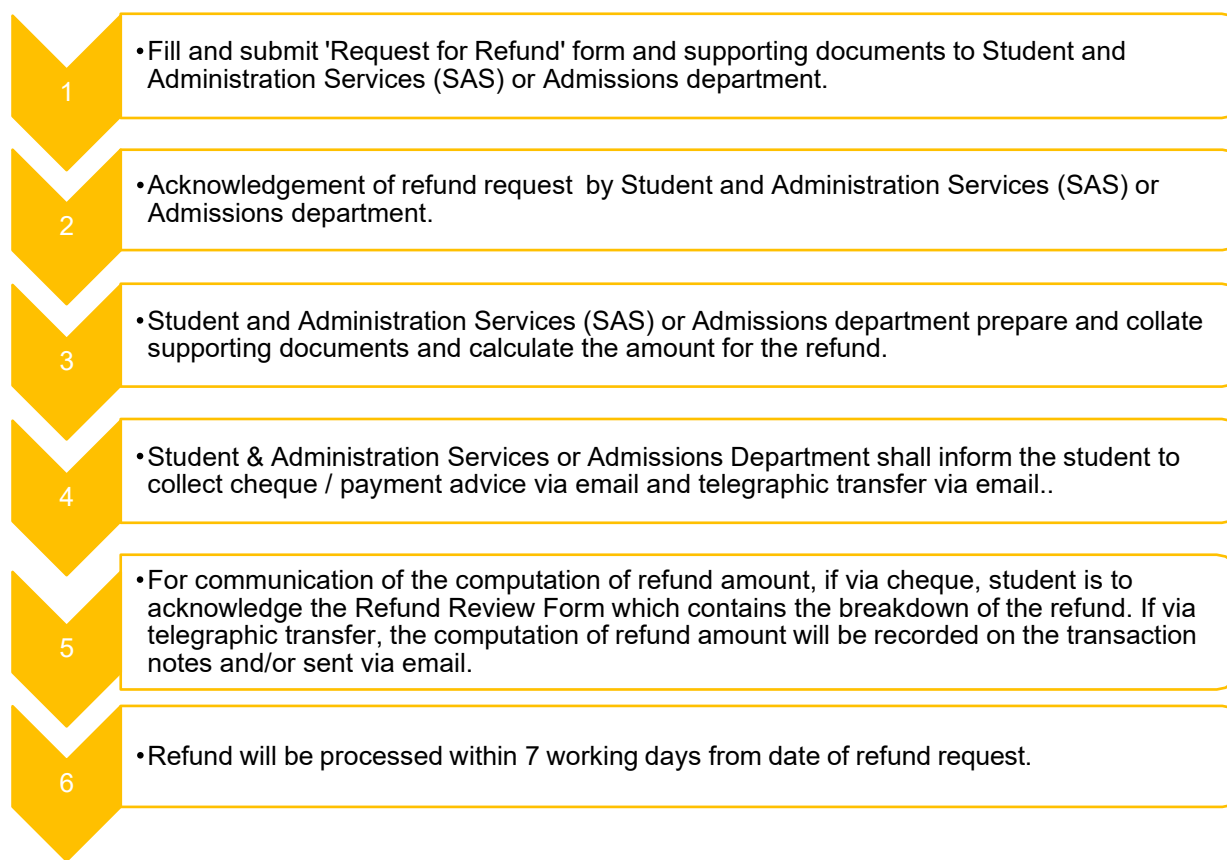 1
•Fill and submit 'Request for Refund' form and supporting documents to Student and
Administration Services (SAS) or Admissions department.
2
•Acknowledgement of refund request  by Student and Administration Services (SAS) or
Admissions department.
3
•Student and Administration Services (SAS) or Admissions department prepare and collate
supporting documents and calculate the amount for the refund.
4
•Student & Administration Services or Admissions Department shall inform the student to
collect cheque / payment advice via email and telegraphic transfer via email..
5
•For communication of the computation of refund amount, if via cheque, student is to
acknowledge the Refund Review Form which contains the breakdown of the refund. If via
telegraphic transfer, the computation of refund amount will be recorded on the transaction
notes and/or sent via email.
6
•Refund will be processed within 7 working days from date of refund request.